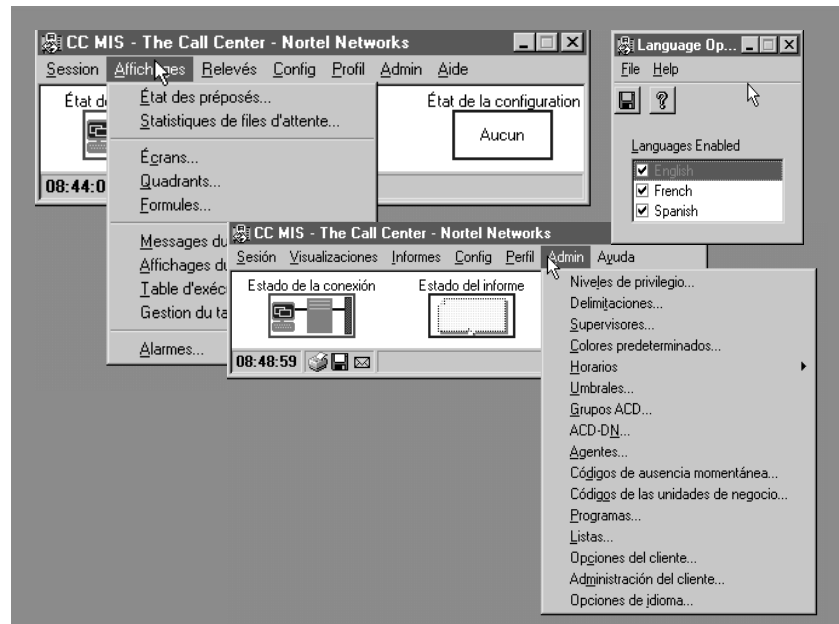 CC MIS - The Call Center - Nortel Networks
Session Affichages Relevés Config Profil Admin Aide
État de la configuration
Aucun
08:44:0
État des préposés...
Statistiques de files d'attente...
Écrans...
Quadrants...
Formules...
Messages du
Affichages du
Table d'exéc
Gestion du ta
Alarmes...
Language Op...
File Help
Languages Enabled
English
French
Spanish
CC MIS - The Call Center - Nortel Networks
Sesión Visualizaciones Informes Config Perfil Admin Ayuda
Estado de la conexión
Estado del informe
08:48:59
Niveles de privilegio...
Delimitaciones...
Supervisores...
Colores predeterminados...
Horarios
Umbrales...
Grupos ACD...
ACD-DN...
Agentes...
Códigos de ausencia momentánea...
Códigos de las unidades de negocio...
Programas...
Listas...
Opciones del cliente...
Administración del cliente...
Opciones de idioma...